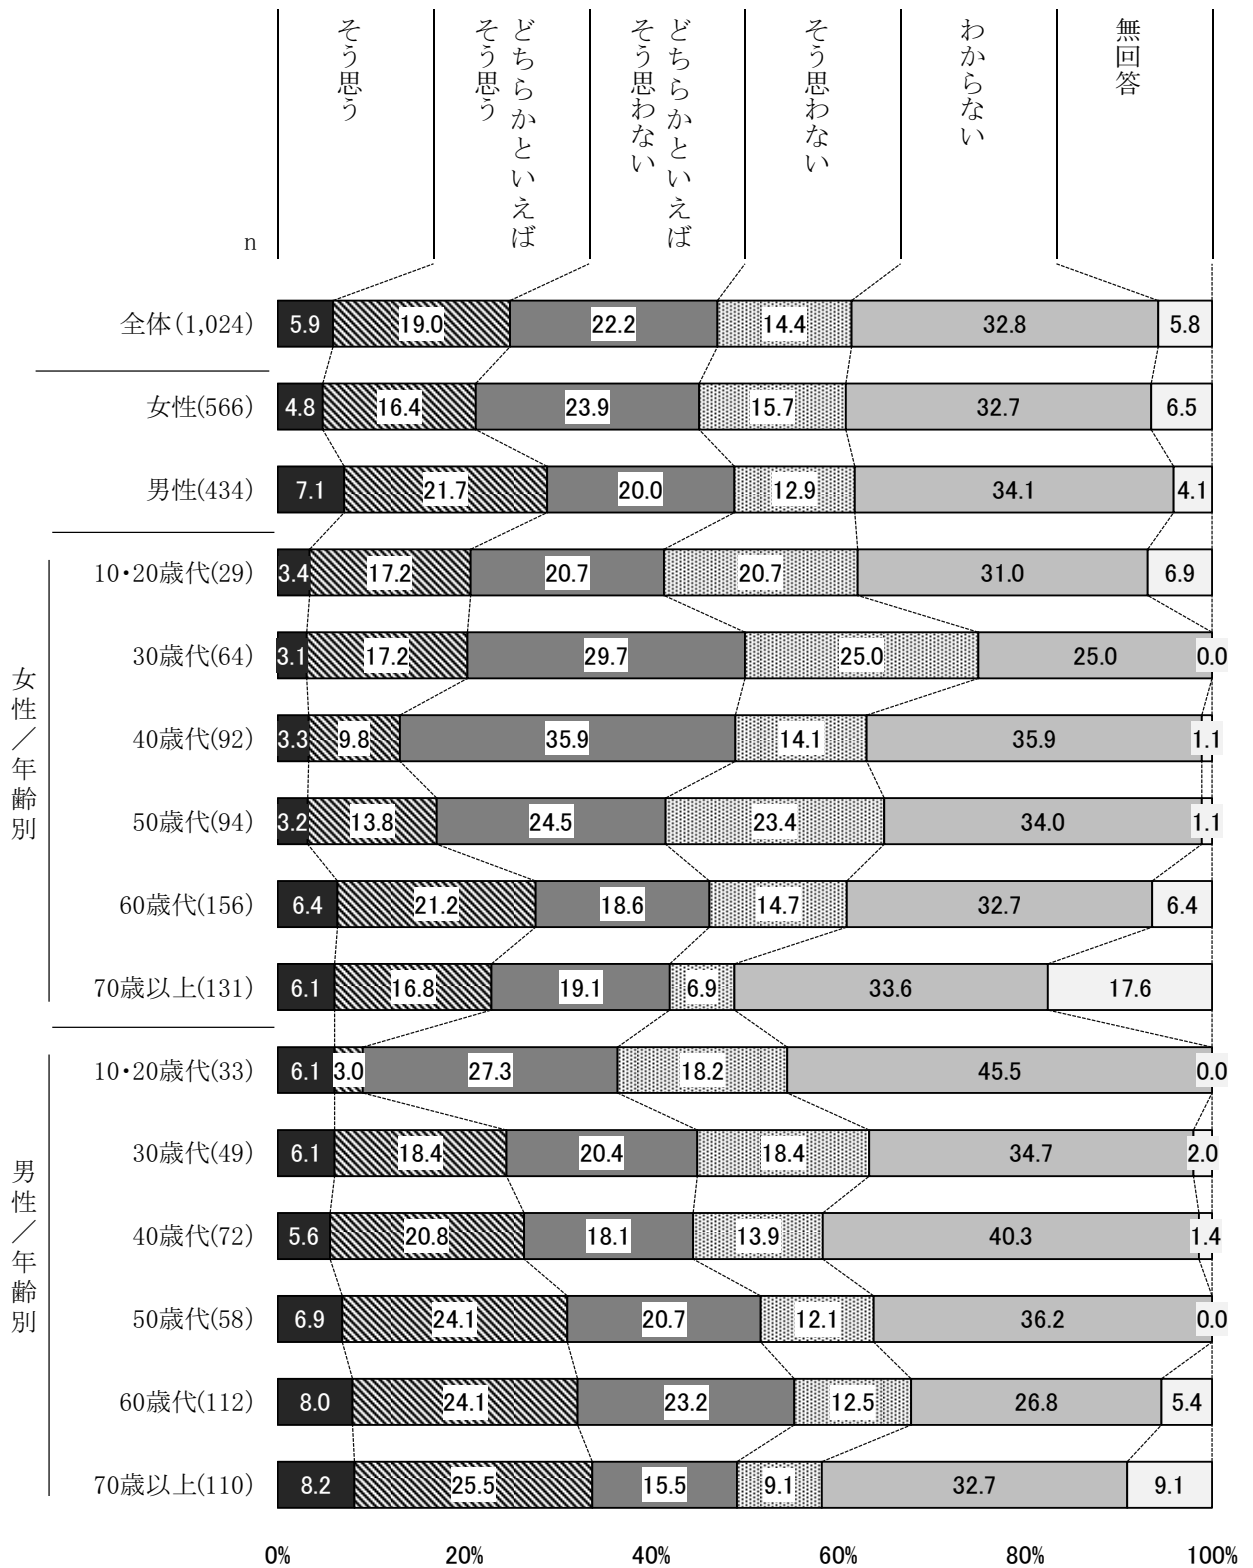 そう思う
どちらかといえば
そう思う
どちらかといえば
そう思わない
そう思わない
わからない
無回答
n
全体(1,024) 5.9 19.0 22.2 14.4 32.8 5.8
女性(566) 4.8 16.4 23.9 15.7 32.7 6.5
男性(434) 7.1 21.7 20.0 12.9 34.1 4.1
女性／年齢別
10・20歳代(29) 3.4 17.2 20.7 20.7 31.0 6.9
30歳代(64) 3.1 17.2 29.7 25.0 25.0 0.0
40歳代(92) 3.3 9.8 35.9 14.1 35.9 1.1
50歳代(94) 3.2 13.8 24.5 23.4 34.0 1.1
60歳代(156) 6.4 21.2 18.6 14.7 32.7 6.4
70歳以上(131) 6.1 16.8 19.1 6.9 33.6 17.6
男性／年齢別
10・20歳代(33) 6.1 3.0 27.3 18.2 45.5 0.0
30歳代(49) 6.1 18.4 20.4 18.4 34.7 2.0
40歳代(72) 5.6 20.8 18.1 13.9 40.3 1.4
50歳代(58) 6.9 24.1 20.7 12.1 36.2 0.0
60歳代(112) 8.0 24.1 23.2 12.5 26.8 5.4
70歳以上(110) 8.2 25.5 15.5 9.1 32.7 9.1
0% 20% 40% 60% 80% 100%